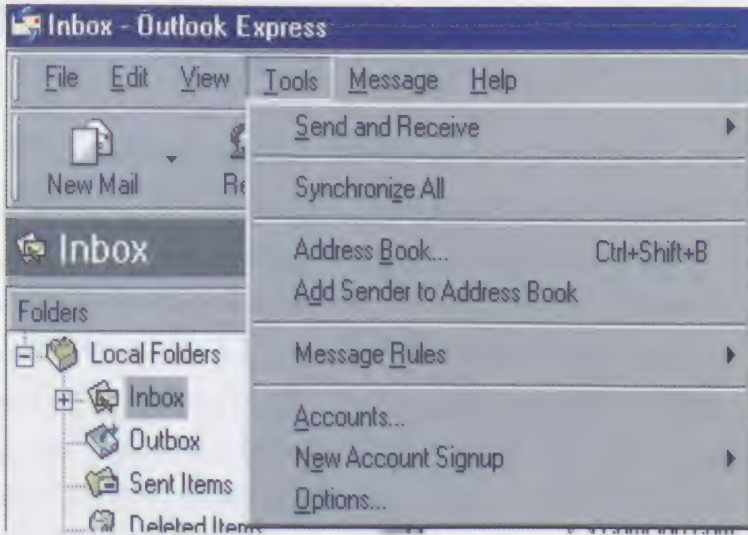 Inbox - Outlook Express
File Edit View Tools Message Help
New Mail
Inbox
Folders
Local Folders
Inbox
Outbox
Sent Items
Deleted Items
Send and Receive
Synchronize All
Address Book... Ctrl+Shift+B
Add Sender to Address Book
Message Rules
Accounts...
New Account Signup
Options...